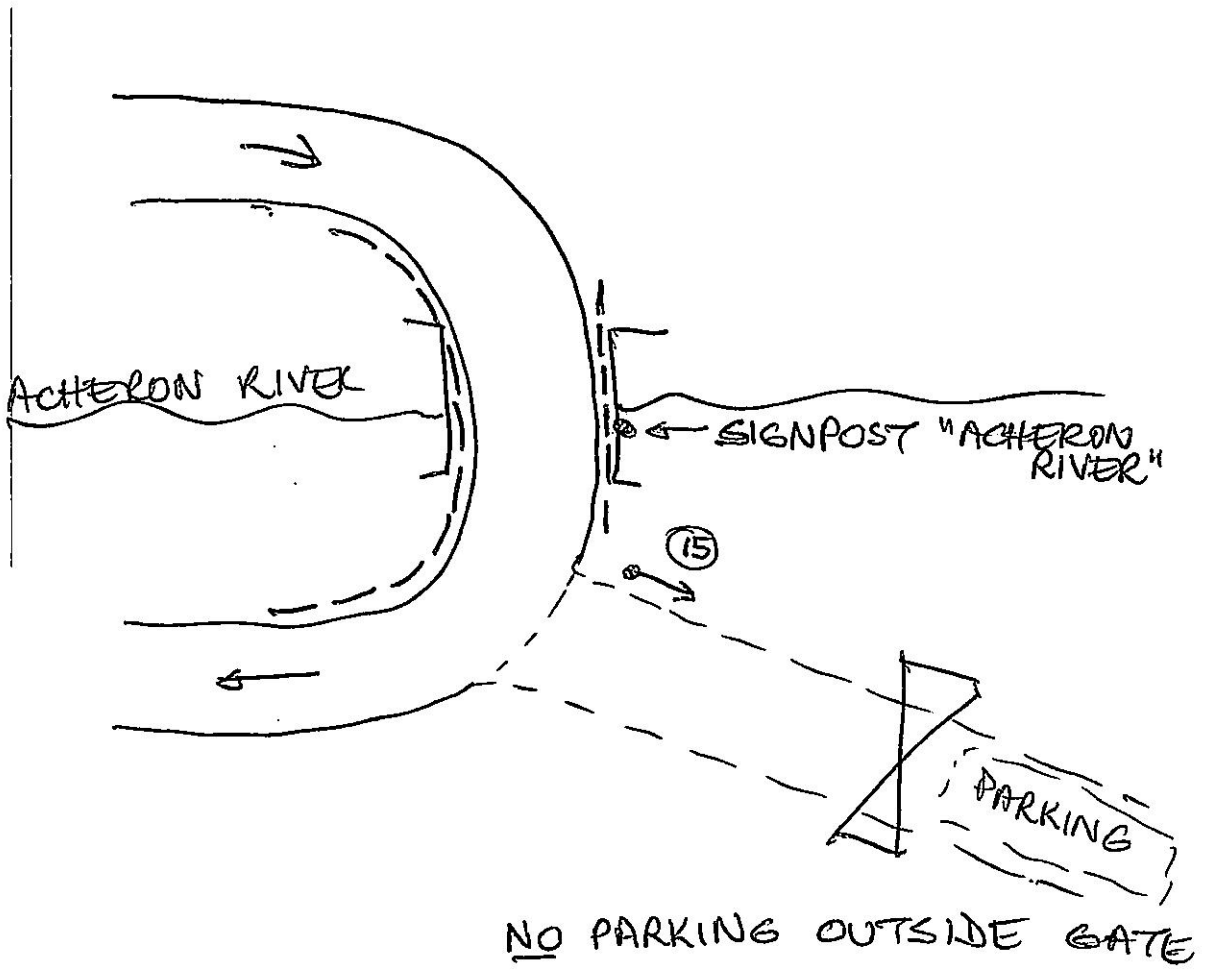 ACHERON RIVER
SIGNPOST "ACHERON
RIVER"
15
PARKING
NO PARKING OUTSIDE GATE